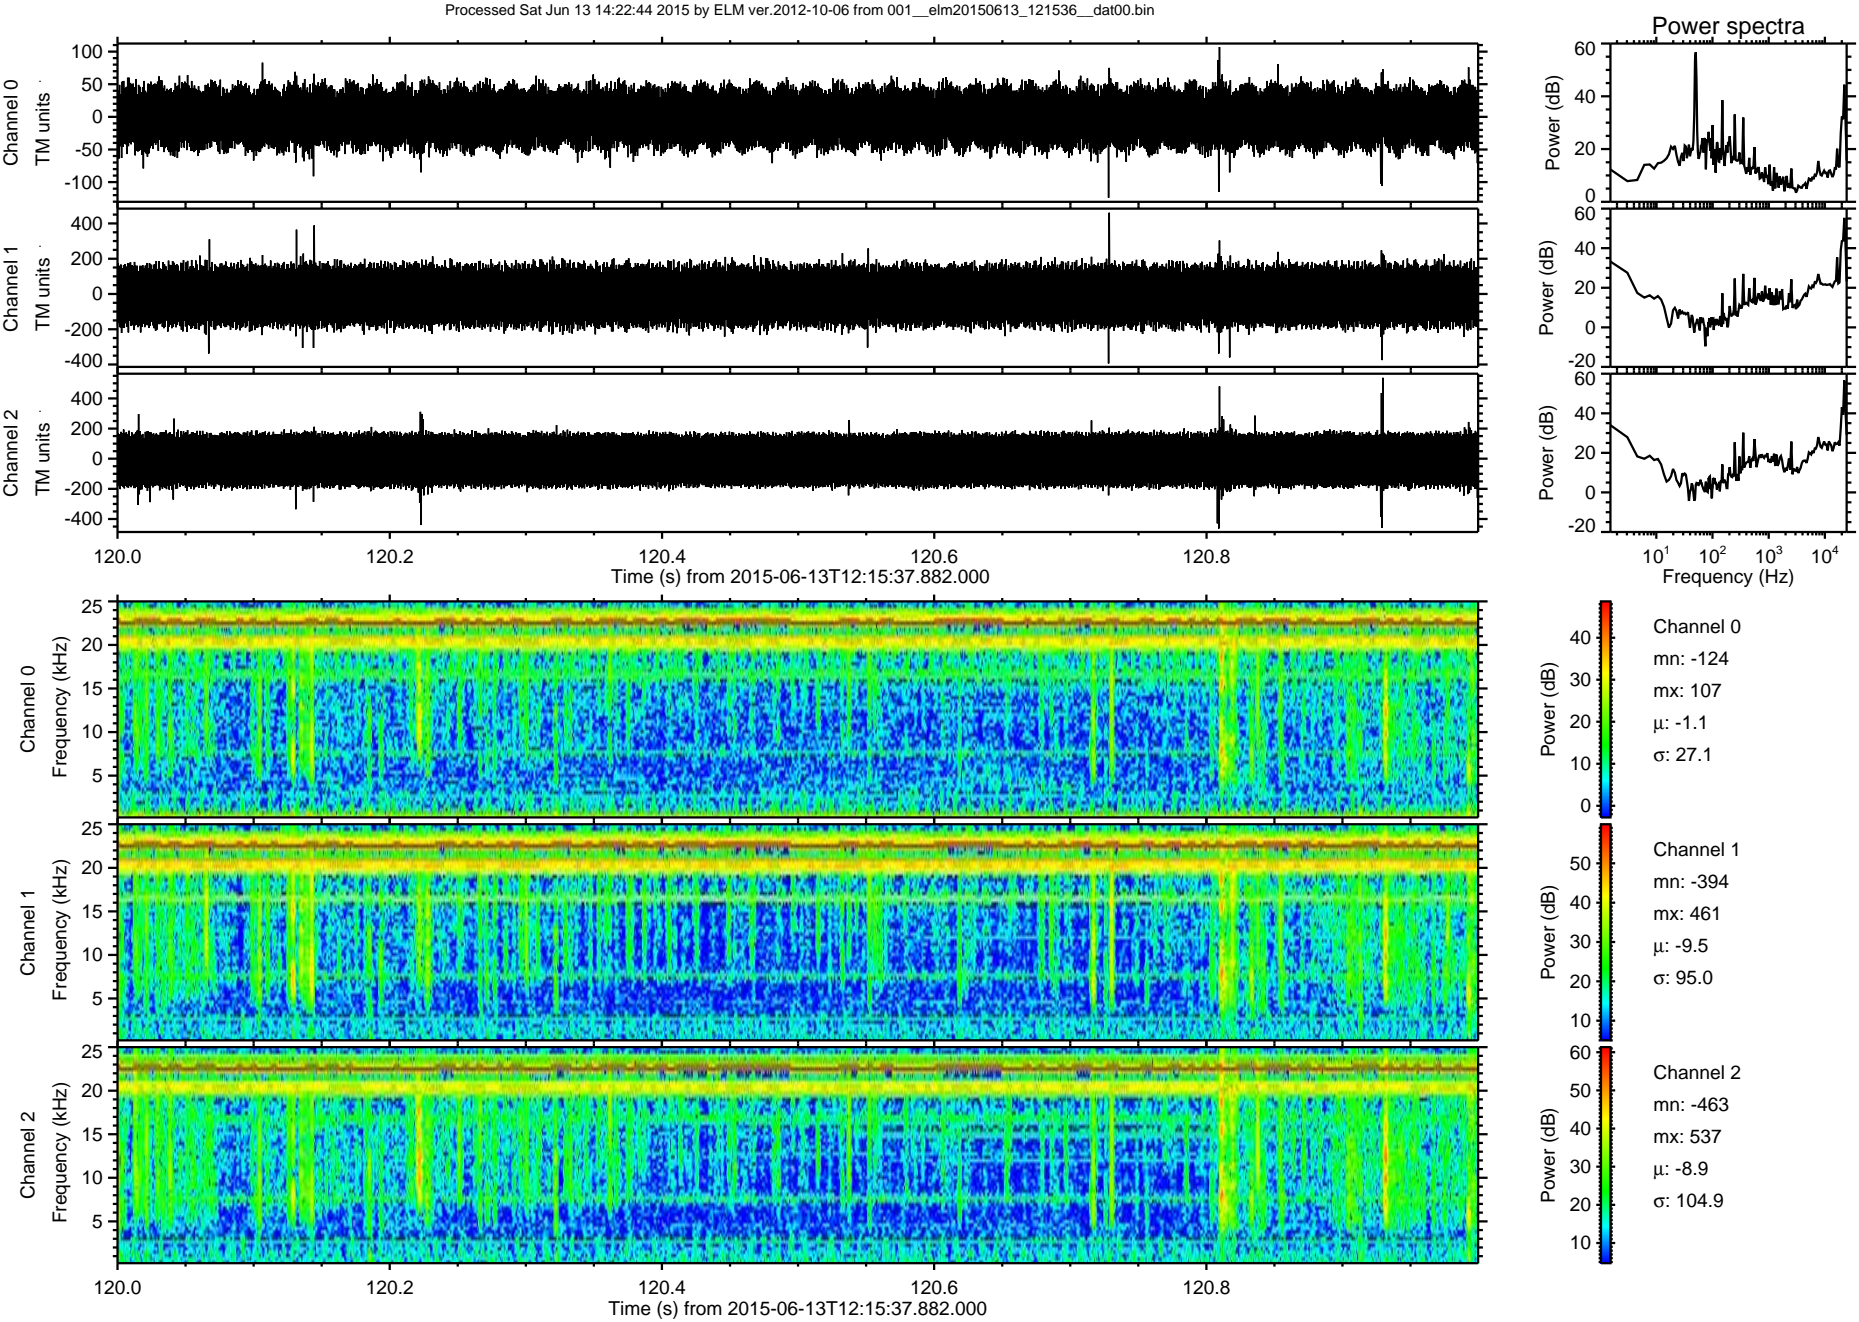 Processed Sat Jun 13 14:22:44 2015 by ELM ver.2012-10-06 from 001__elm20150613_121536__dat00.bin
Power spectra
Channel 0
TM units
100
50
0
-50
-100
Power (dB)
60
40
20
0
Channel 1
TM units
400
200
0
-200
-400
Power (dB)
60
40
20
0
-20
Channel 2
TM units
400
200
0
-200
-400
Power (dB)
60
40
20
0
-20
120.0 120.2 120.4 120.6 120.8
Time (s) from 2015-06-13T12:15:37.882.000
10¹ 10² 10³ 10⁴
Frequency (Hz)
Channel 0
Frequency (kHz)
25
20
15
10
5
Power (dB)
40
30
20
10
0
Channel 0
mn: -124
mx: 107
μ: -1.1
σ: 27.1
Channel 1
Frequency (kHz)
25
20
15
10
5
Power (dB)
50
40
30
20
10
Channel 1
mn: -394
mx: 461
μ: -9.5
σ: 95.0
Channel 2
Frequency (kHz)
25
20
15
10
5
Power (dB)
60
50
40
30
20
10
Channel 2
mn: -463
mx: 537
μ: -8.9
σ: 104.9
120.0 120.2 120.4 120.6 120.8
Time (s) from 2015-06-13T12:15:37.882.000